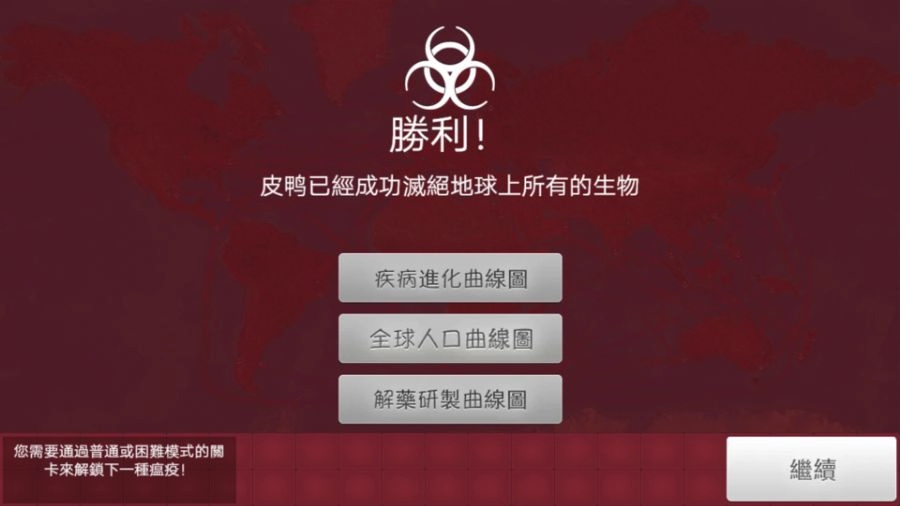 勝利!
皮鸭已經成功滅絕地球上所有的生物
疾病進化曲線圖
全球人口曲線圖
解藥研製曲線圖
您需要通過普通或困難模式的關
卡來解鎖下一種瘟疫!
繼續